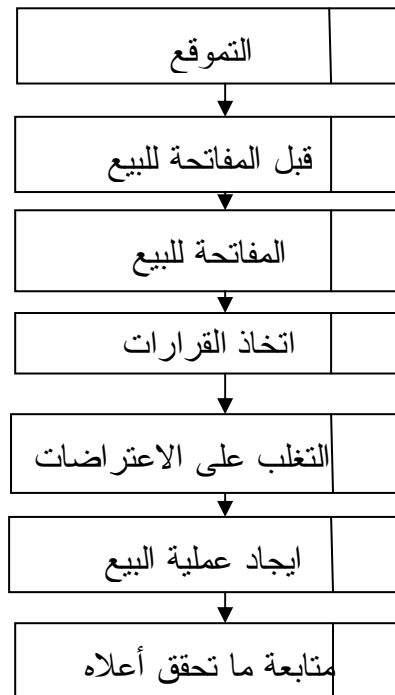 التموقع
قبل المفاتحة للبيع
المفاتحة للبيع
اتخاذ القرارات
التغلب على الاعتراضات
ايجاد عملية البيع
متابعة ما تحقق أعلاه